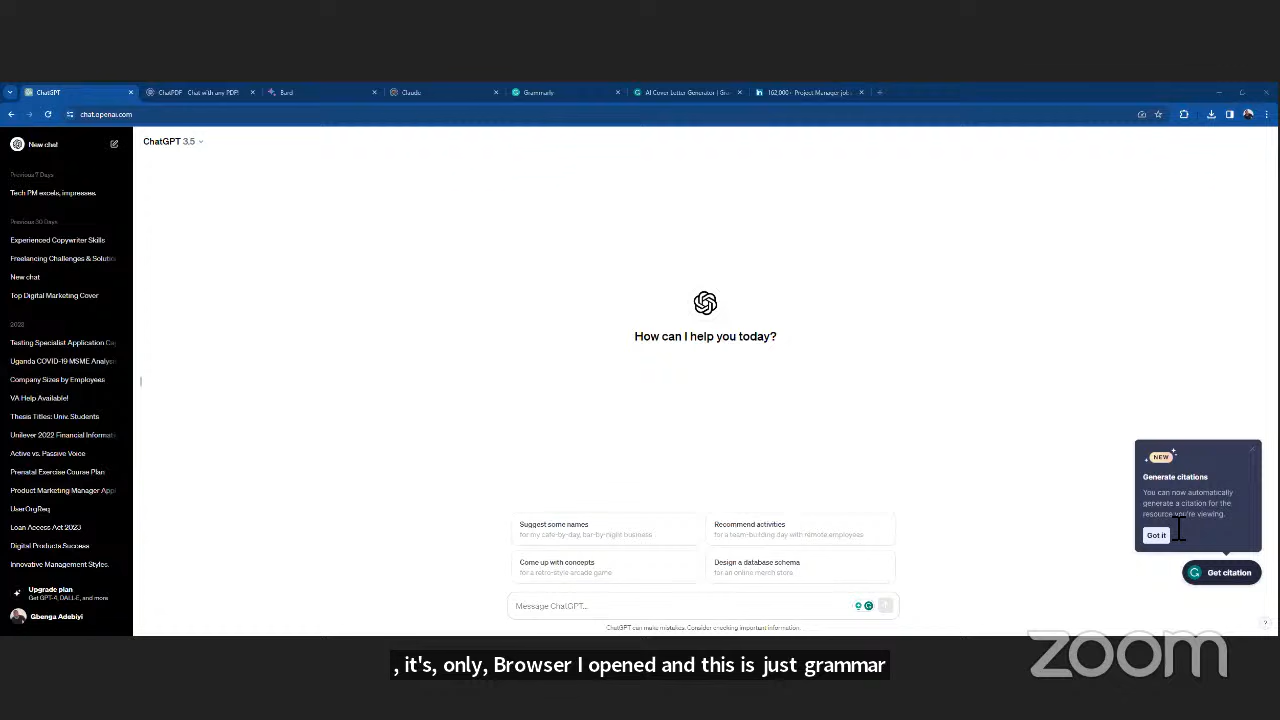 ChatGPT
ChatPDF - Chat with any PDF!
Bard
Claude
Grammarly
AI Cover Letter Generator | Gra
162,000+ Project Manager job
chat.openai.com
New chat
ChatGPT 3.5
Previous 7 Days
Tech PM excels, impresses.
Previous 30 Days
Experienced Copywriter Skills
Freelancing Challenges & Solutio
New chat
Top Digital Marketing Cover
2023
Testing Specialist Application Ca
Uganda COVID-19 MSME Analys
Company Sizes by Employees
VA Help Available!
Thesis Titles: Univ. Students
Unilever 2022 Financial Informati
Active vs. Passive Voice
Prenatal Exercise Course Plan
Product Marketing Manager App
UserOrgReq
Loan Access Act 2023
Digital Products Success
Innovative Management Styles.
Upgrade plan
Get GPT-4, DALL·E, and more
Gbenga Adebiyi
How can I help you today?
Suggest some names
for my cafe-by-day, bar-by-night business
Recommend activities
for a team-building day with remote employees
Come up with concepts
for a retro-style arcade game
Design a database schema
for an online merch store
Message ChatGPT...
ChatGPT can make mistakes. Consider checking important information.
NEW
Generate citations
You can now automatically
generate a citation for the
resource you're viewing.
Got it
Get citation
?
, it's, only, Browser I opened and this is just grammar
zoom